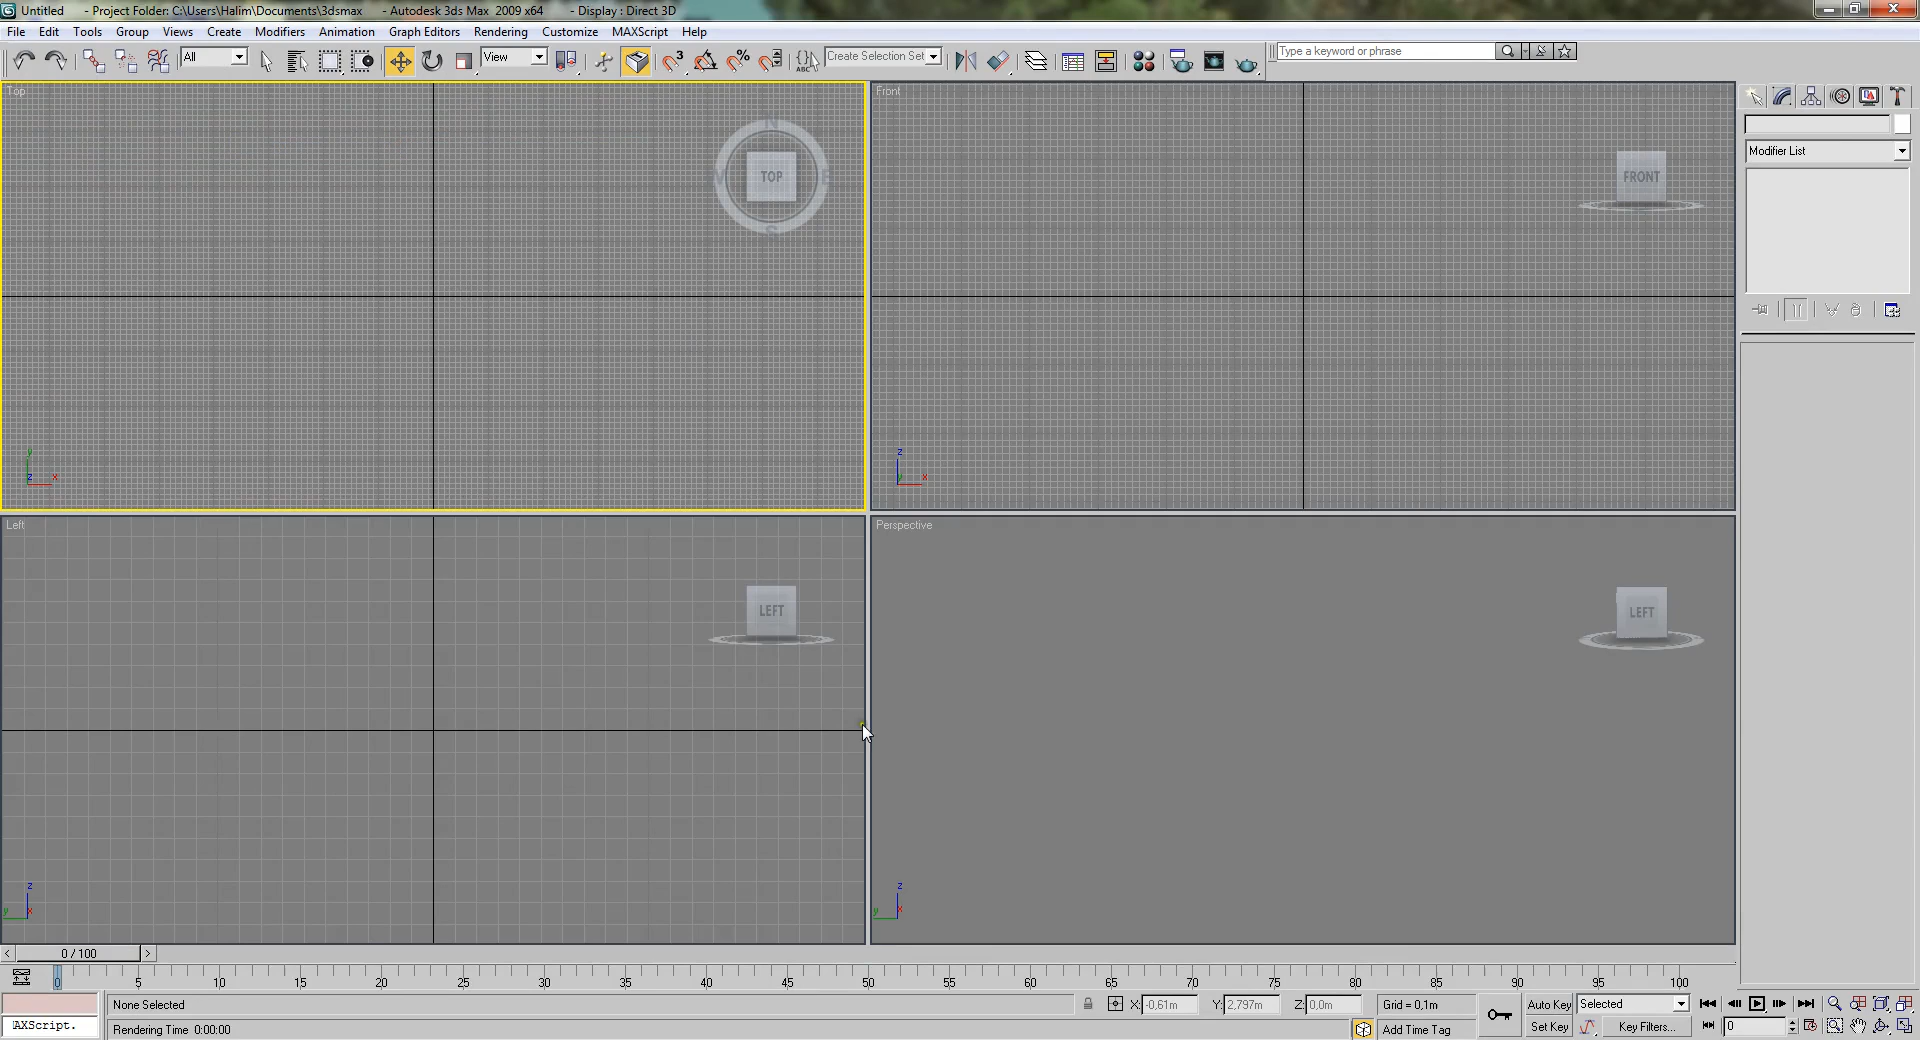 Untitled - Project Folder: C:\Users\Halim\Documents\3dsmax - Autodesk 3ds Max 2009 x64 - Display : Direct 3D
File Edit Tools Group Views Create Modifiers Animation Graph Editors Rendering Customize MAXScript Help
All View Create Selection Set Type a keyword or phrase
Top
N
W TOP E
S
Front
FRONT
Modifier List
y
z x
z
y x
Left
LEFT
Perspective
LEFT
z
y x
z
y x
< 0 / 100 >
0 5 10 15 20 25 30 35 40 45 50 55 60 65 70 75 80 85 90 95 100
None Selected X: -0,61m Y: 2,797m Z: 0,0m Grid = 0,1m Auto Key Selected
AXScript. Rendering Time 0:00:00 Add Time Tag Set Key Key Filters... 0